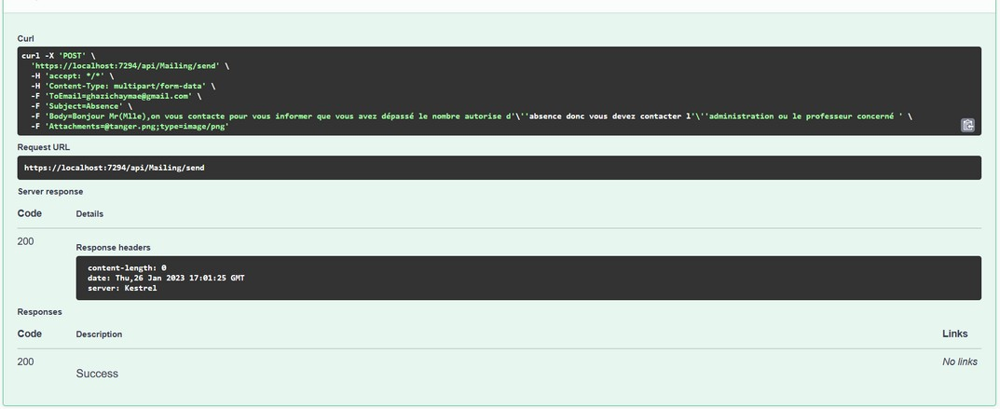 Curl
curl -X 'POST' \
'https://localhost:7294/api/Mailing/send' \
-H 'accept: */*' \
-H 'Content-Type: multipart/form-data' \
-F 'ToEmail=ghazichaymae@gmail.com' \
-F 'Subject=Absence' \
-F 'Body=Bonjour Mr(Mlle),on vous contacte pour vous informer que vous avez dépassé le nombre autorise d'\''absence donc vous devez contacter l'\''administration ou le professeur concerné ' \
-F 'Attachments=@tanger.png;type=image/png'
Request URL
https://localhost:7294/api/Mailing/send
Server response
Code Details
200
Response headers
content-length: 0
date: Thu,26 Jan 2023 17:01:25 GMT
server: Kestrel
Responses
Code Description Links
200 No links
Success